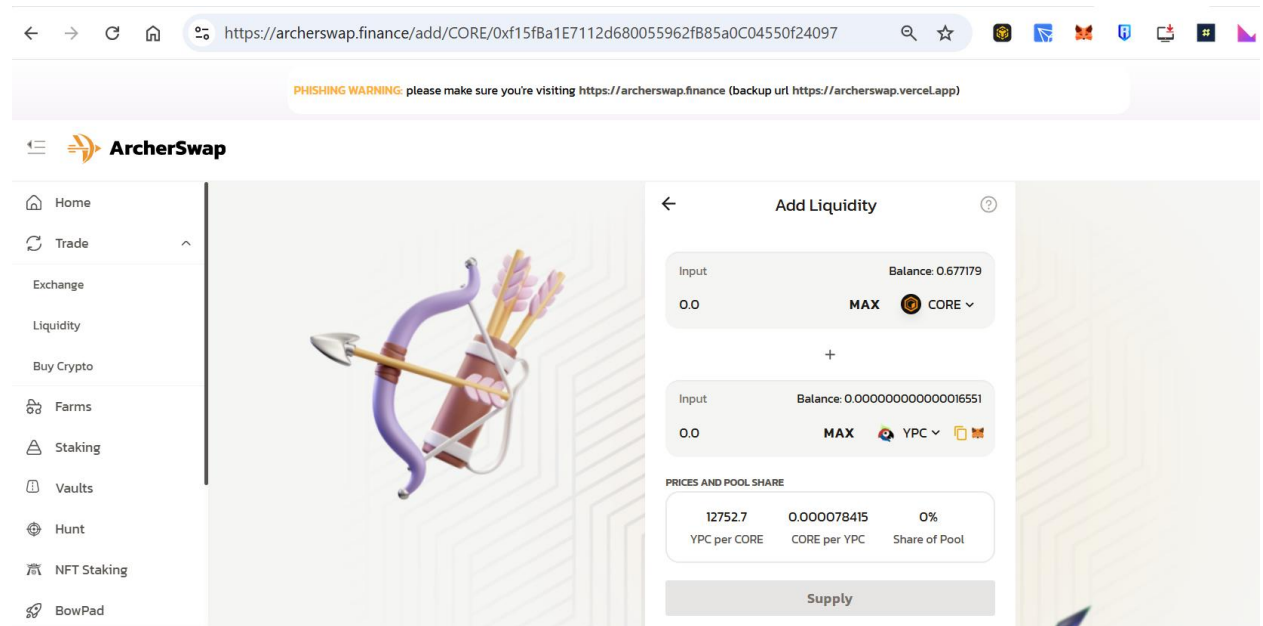 https://archerswap.finance/add/CORE/0xf15fBa1E7112d680055962fB85a0C04550f24097
PHISHING WARNING: please make sure you're visiting https://archerswap.finance (backup url https://archerswap.vercel.app)
ArcherSwap
Home
Trade
Exchange
Liquidity
Buy Crypto
Farms
Staking
Vaults
Hunt
NFT Staking
BowPad
Add Liquidity
Input Balance: 0.677179
0.0 MAX CORE
+
Input Balance: 0.0000000000000016551
0.0 MAX YPC
PRICES AND POOL SHARE
12752.7 0.000078415 0%
YPC per CORE CORE per YPC Share of Pool
Supply